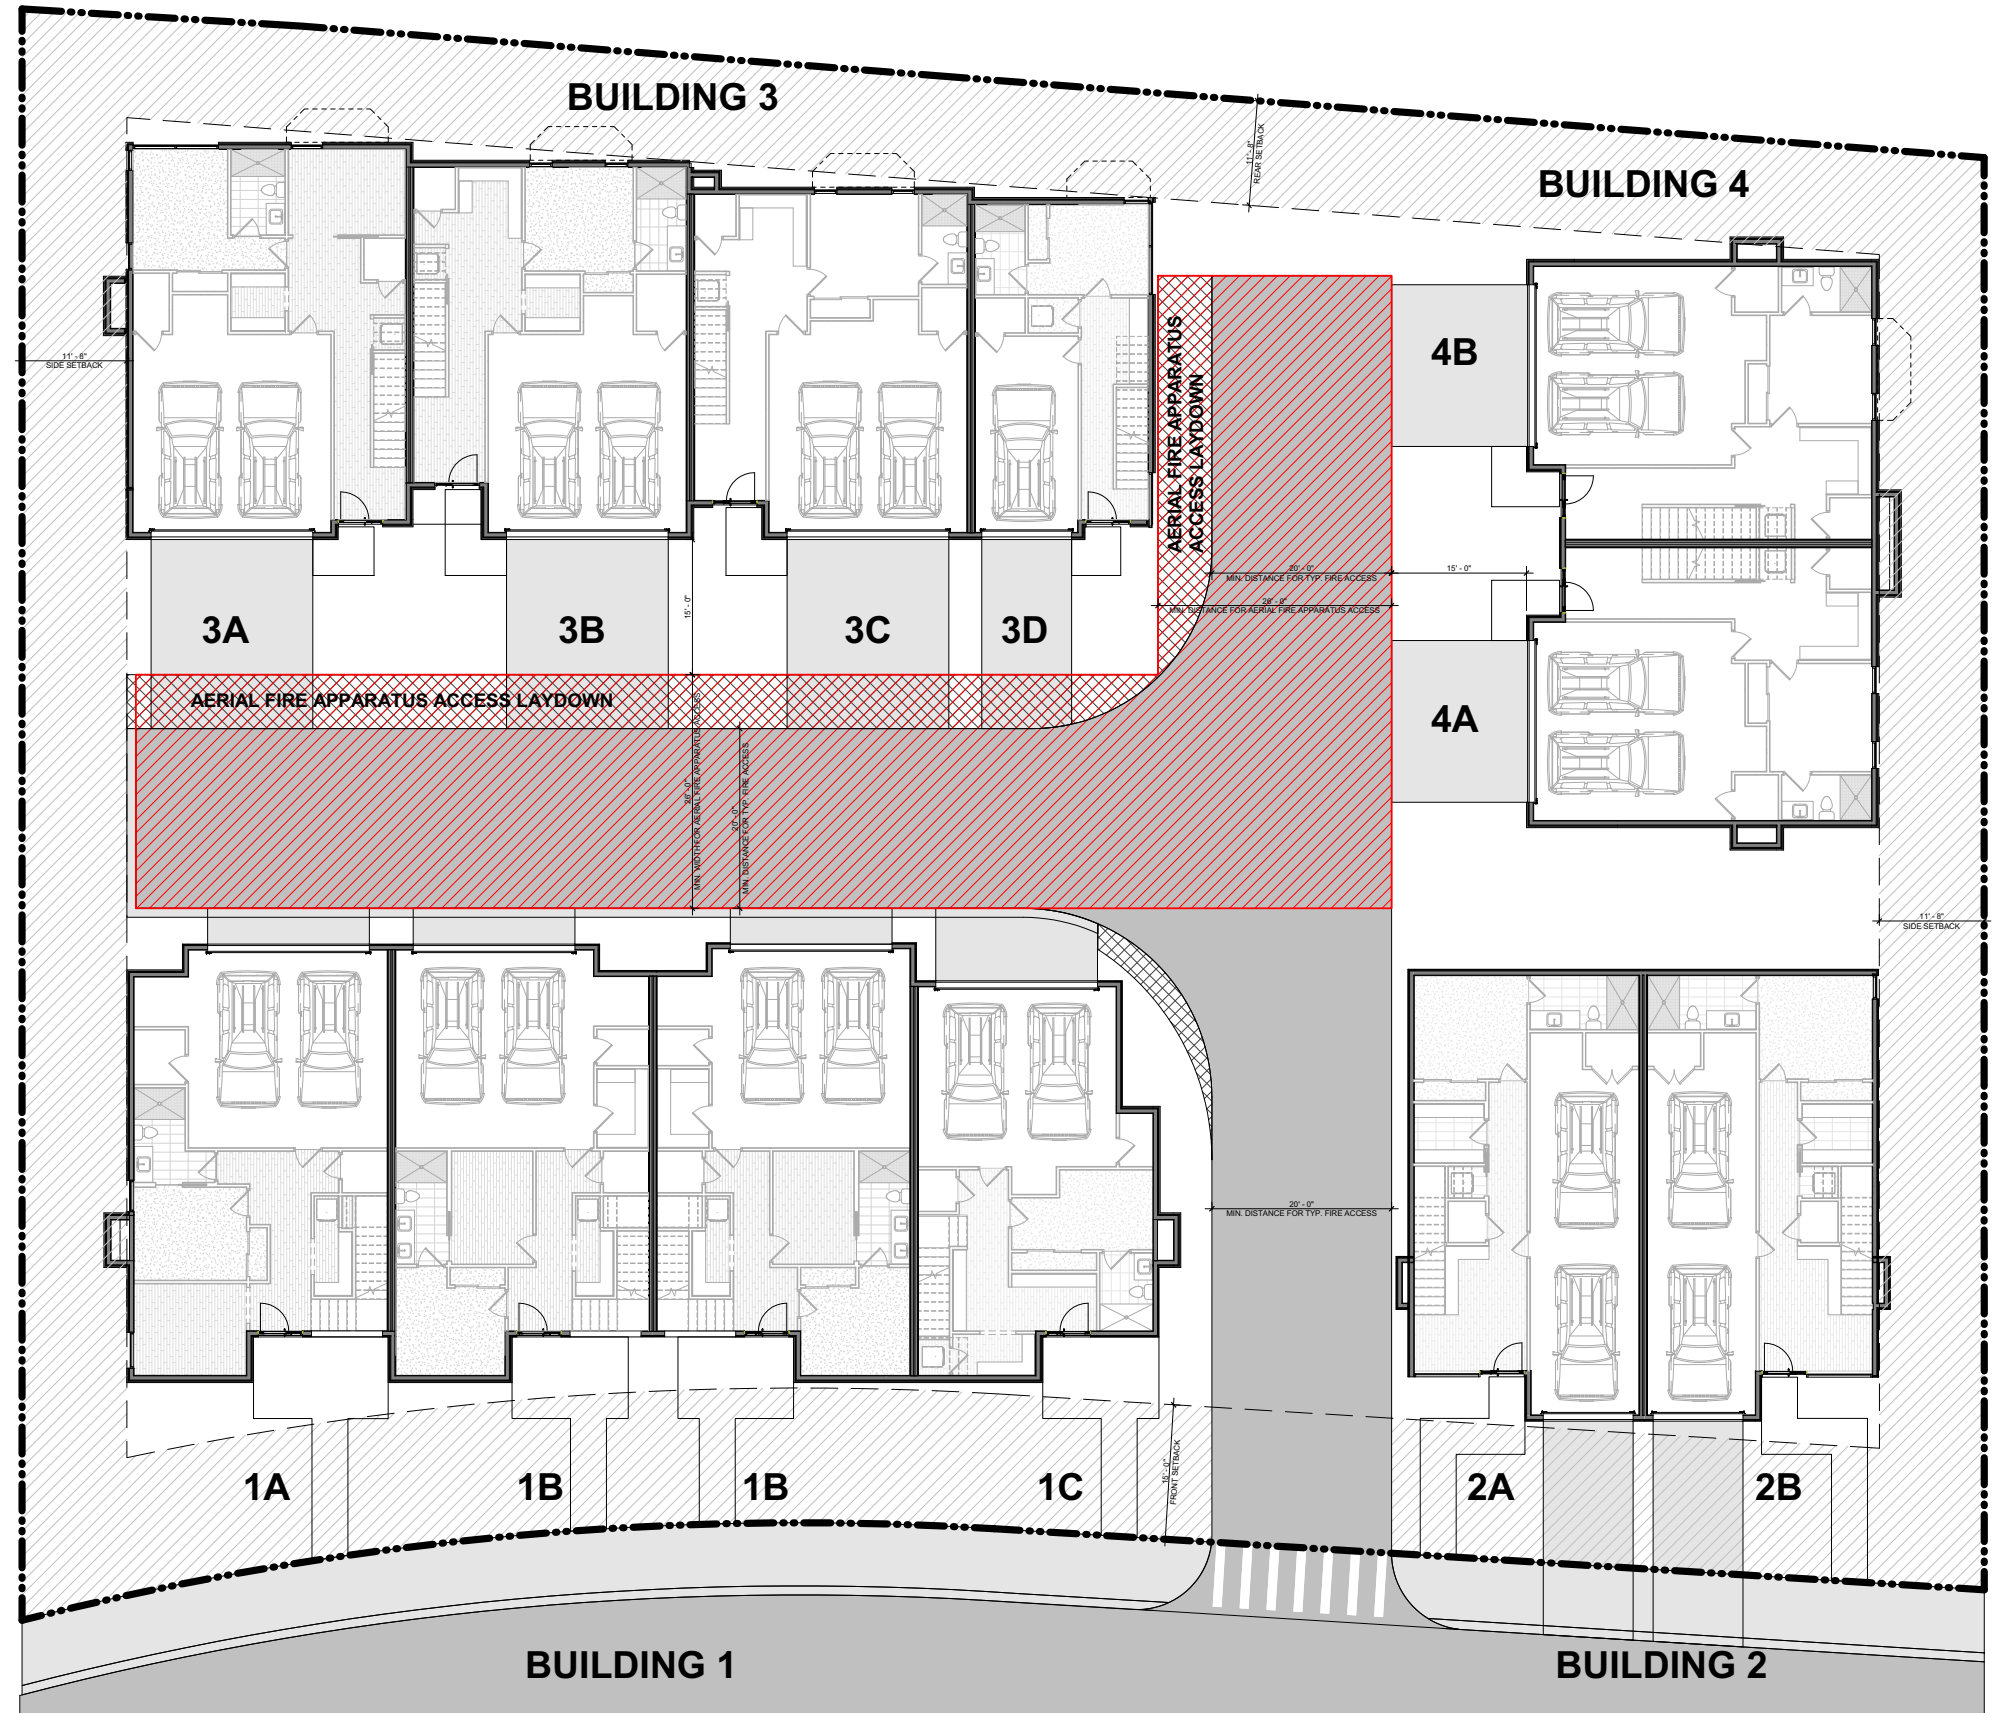 BUILDING 3
11' - 8"
REAR SETBACK
BUILDING 4
11' - 8"
SIDE SETBACK
AERIAL FIRE APPARATUS
ACCESS LAYDOWN
4B
20' - 0"
MIN. DISTANCE FOR TYP. FIRE ACCESS
15' - 0"
26' - 0"
MIN. DISTANCE FOR AERIAL FIRE APPARATUS ACCESS
15' - 0"
3A
3B
3C
3D
AERIAL FIRE APPARATUS ACCESS LAYDOWN
4A
26' - 0"
MIN. WIDTH FOR AERIAL FIRE APPARATUS ACCESS
20' - 0"
MIN. DISTANCE FOR TYP. FIRE ACCESS
11' - 8"
SIDE SETBACK
20' - 0"
MIN. DISTANCE FOR TYP. FIRE ACCESS
15' - 0"
FRONT SETBACK
1A
1B
1B
1C
2A
2B
BUILDING 1
BUILDING 2